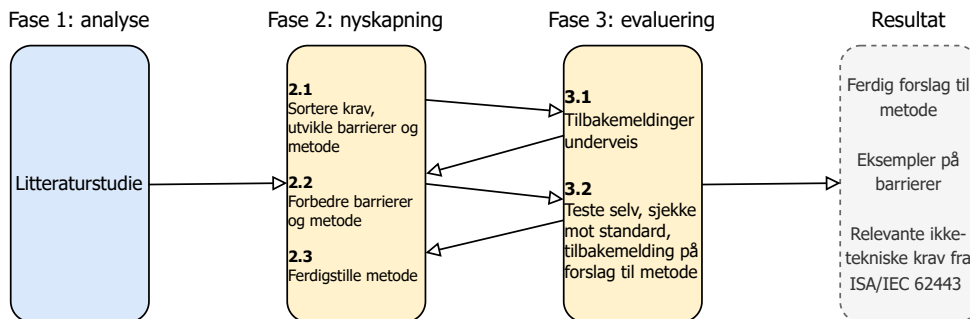 Fase 1: analyse
Litteraturstudie
Fase 2: nyskapning
2.1
Sortere krav,
utvikle barrierer og
metode
2.2
Forbedre barrierer
og metode
2.3
Ferdigstille metode
Fase 3: evaluering
3.1
Tilbakemeldinger
underveis
3.2
Teste selv, sjekke
mot standard,
tilbakemelding på
forslag til metode
Resultat
Ferdig forslag til
metode
Eksempler på
barrierer
Relevante ikke-
tekniske krav fra
ISA/IEC 62443